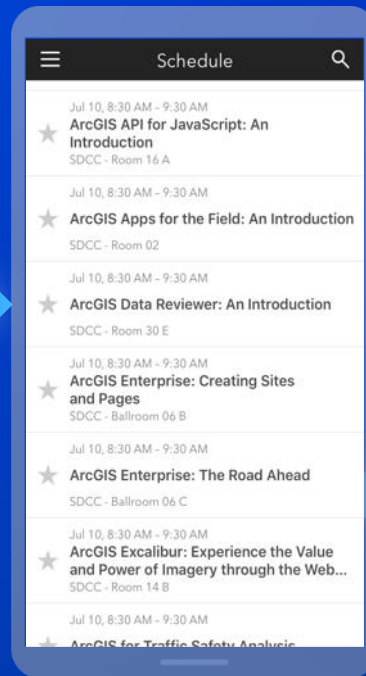 Schedule
Jul 10, 8:30 AM - 9:30 AM
ArcGIS API for JavaScript: An
Introduction
SDCC - Room 16 A
Jul 10, 8:30 AM - 9:30 AM
ArcGIS Apps for the Field: An Introduction
SDCC - Room 02
Jul 10, 8:30 AM - 9:30 AM
ArcGIS Data Reviewer: An Introduction
SDCC - Room 30 E
Jul 10, 8:30 AM - 9:30 AM
ArcGIS Enterprise: Creating Sites
and Pages
SDCC - Ballroom 06 B
Jul 10, 8:30 AM - 9:30 AM
ArcGIS Enterprise: The Road Ahead
SDCC - Ballroom 06 C
Jul 10, 8:30 AM - 9:30 AM
ArcGIS Excalibur: Experience the Value
and Power of Imagery through the Web...
SDCC - Room 14 B
Jul 10, 8:30 AM - 9:30 AM
ArcGIS for Traffic Safety Analysis